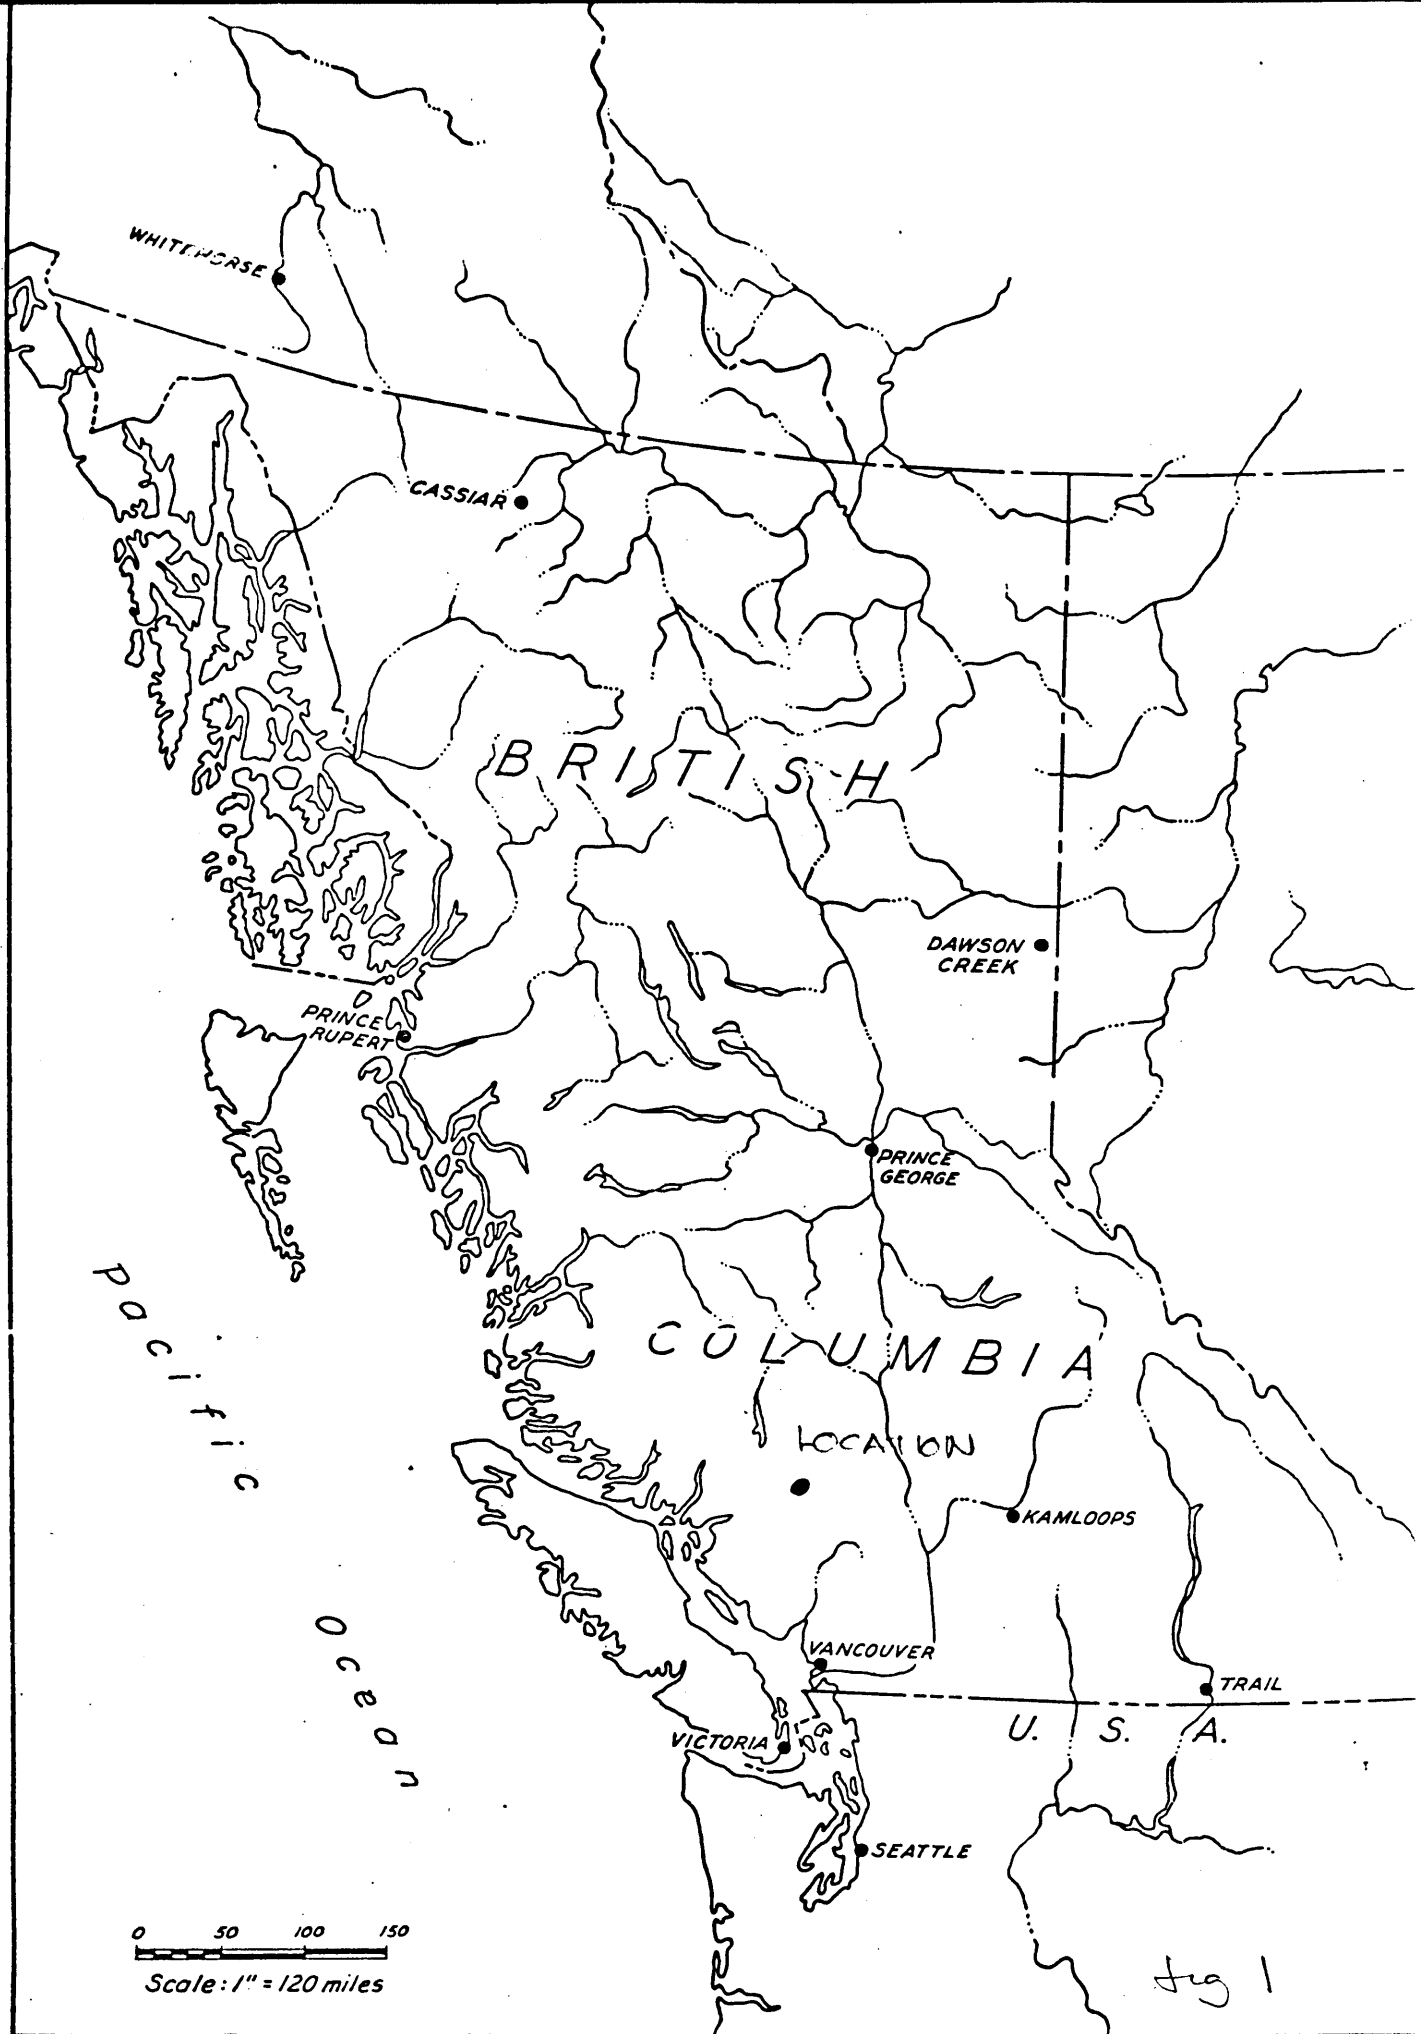 WHITEHORSE
CASSIAR
BRITISH
DAWSON
CREEK
PRINCE
RUPERT
PRINCE
GEORGE
Pacific
COLUMBIA
LOCATION
KAMLOOPS
Ocean
VANCOUVER
TRAIL
U. S. A.
VICTORIA
SEATTLE
0 50 100 150
Scale: 1" = 120 miles
fig 1